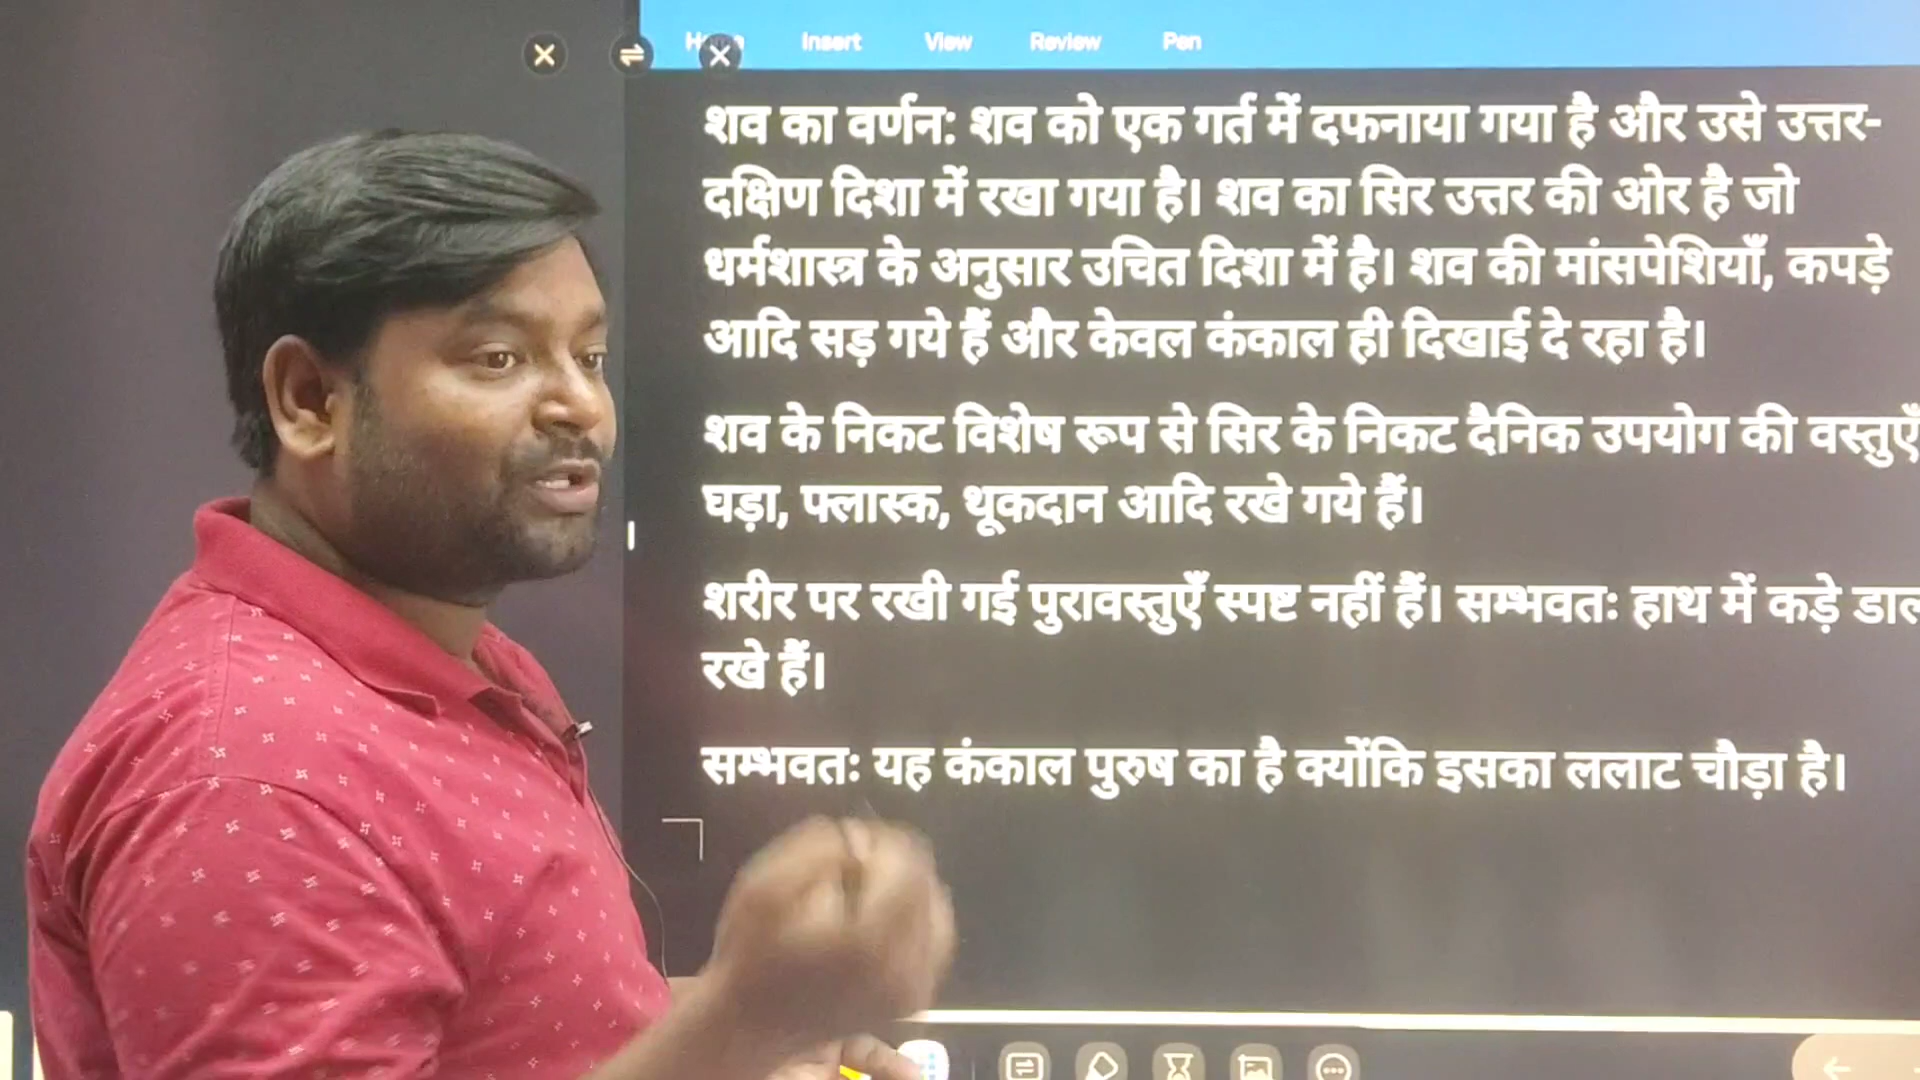 Insert View Review Pen
शव का वर्णन: शव को एक गर्त में दफनाया गया है और उसे उत्तर-
दक्षिण दिशा में रखा गया है। शव का सिर उत्तर की ओर है जो
धर्मशास्त्र के अनुसार उचित दिशा में है। शव की मांसपेशियाँ, कपड़े
आदि सड़ गये हैं और केवल कंकाल ही दिखाई दे रहा है।
शव के निकट विशेष रूप से सिर के निकट दैनिक उपयोग की वस्तुएँ
घड़ा, फ्लास्क, थूकदान आदि रखे गये हैं।
शरीर पर रखी गई पुरावस्तुएँ स्पष्ट नहीं हैं। सम्भवतः हाथ में कड़े
रखे हैं।
सम्भवतः यह कंकाल पुरुष का है क्योंकि इसका ललाट चौड़ा है।